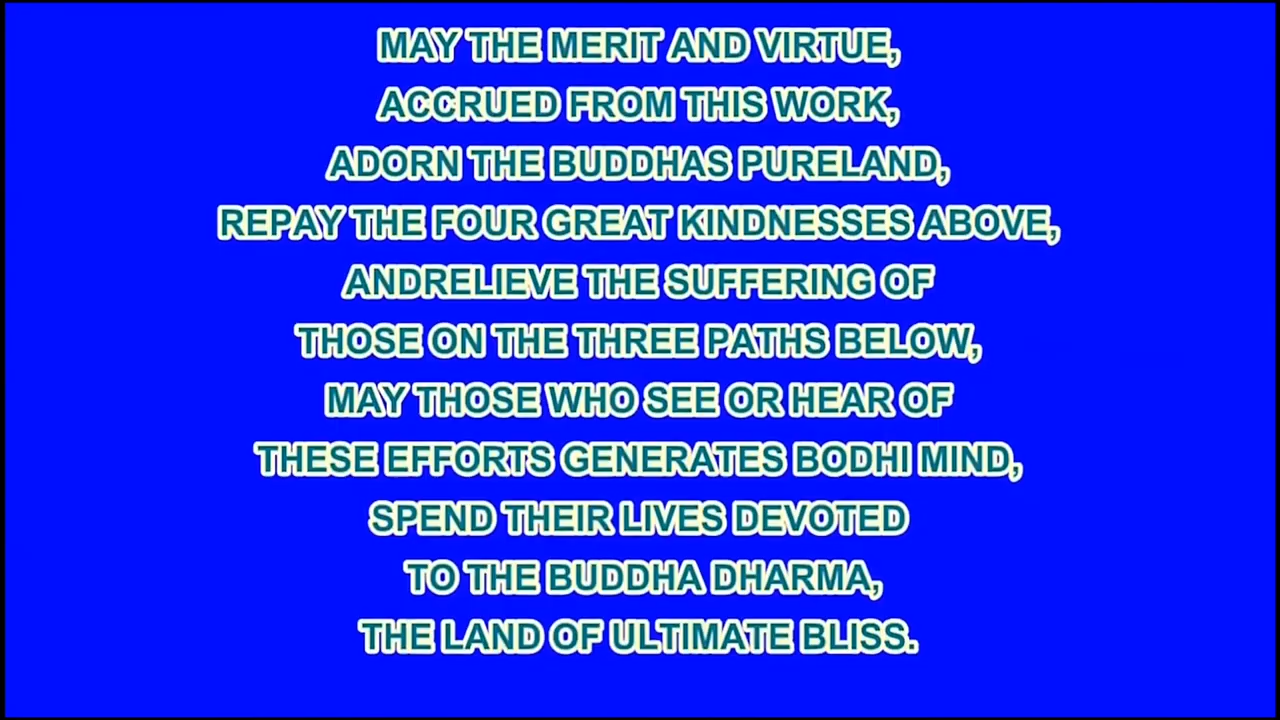 MAY THE MERIT AND VIRTUE,
ACCRUED FROM THIS WORK,
ADORN THE BUDDHAS PURELAND,
REPAY THE FOUR GREAT KINDNESSES ABOVE,
ANDRELIEVE THE SUFFERING OF
THOSE ON THE THREE PATHS BELOW,
MAY THOSE WHO SEE OR HEAR OF
THESE EFFORTS GENERATES BODHI MIND,
SPEND THEIR LIVES DEVOTED
TO THE BUDDHA DHARMA,
THE LAND OF ULTIMATE BLISS.